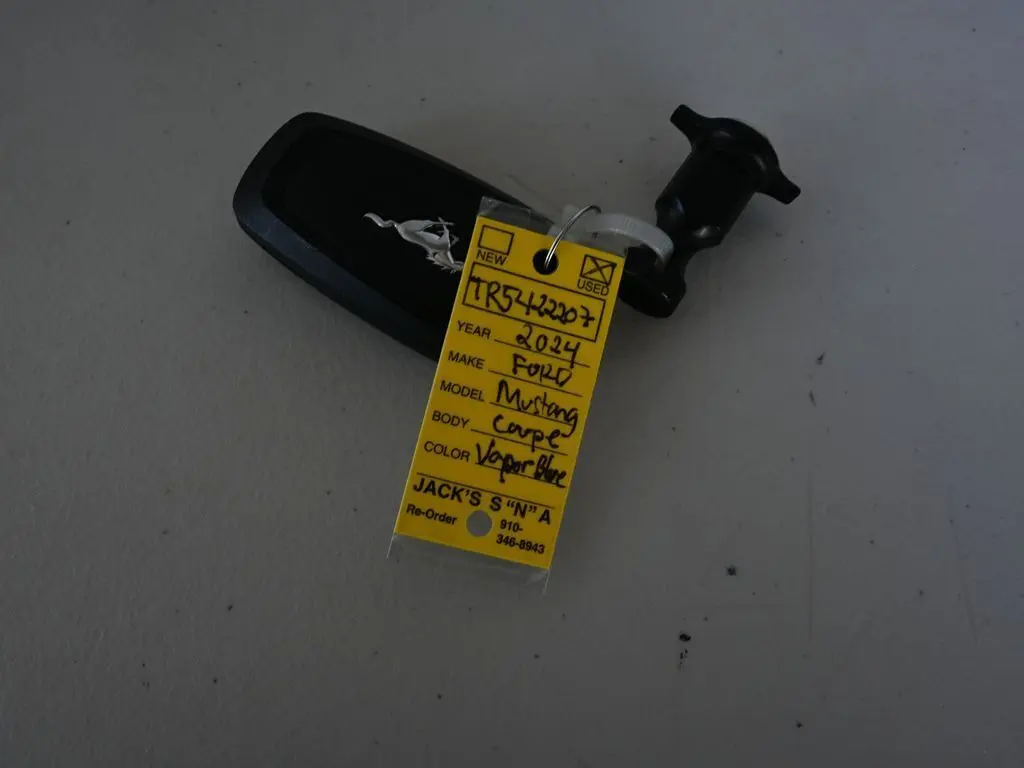 NEW USED
TR5422207
YEAR 2024
MAKE FORD
MODEL Mustang
BODY Coupe
COLOR Vapor Blue
JACK'S S "N" A
Re-Order 910-
346-8943